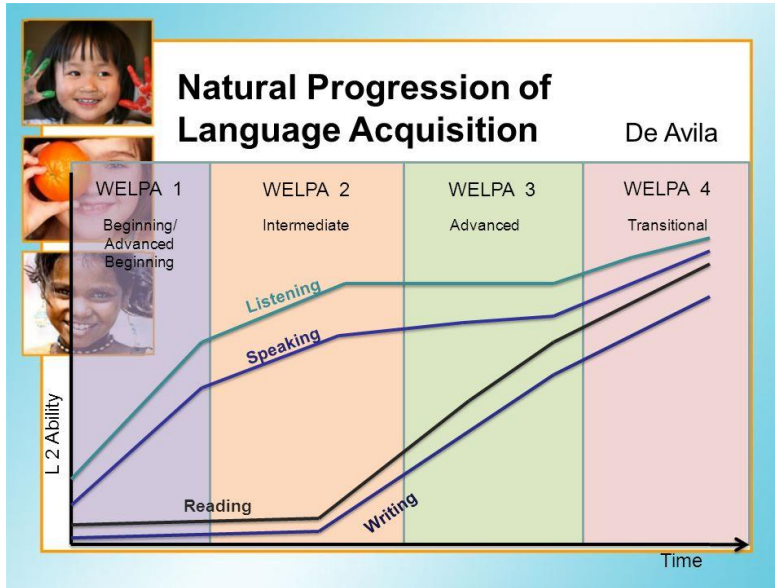 Natural Progression of
Language Acquisition
De Avila
WELPA 1
Beginning/
Advanced
Beginning
WELPA 2
Intermediate
WELPA 3
Advanced
WELPA 4
Transitional
Listening
Speaking
Reading
Writing
L 2 Ability
Time